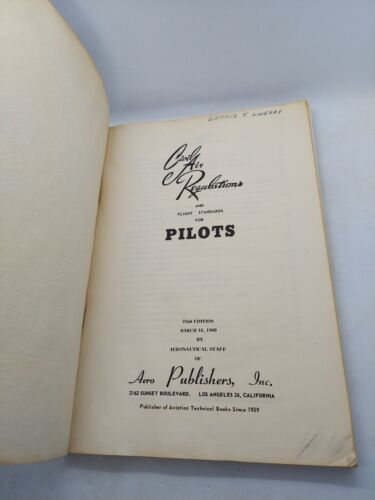 DENNIS T LINDSAY
Civil
Air
Regulations
AND
FLIGHT STANDARDS
FOR
PILOTS
22nd EDITION
MARCH 16, 1960
BY
AERONAUTICAL STAFF
OF
Aero Publishers, Inc.
2162 SUNSET BOULEVARD, LOS ANGELES 26, CALIFORNIA
Publisher of Aviation Technical Books Since 1939